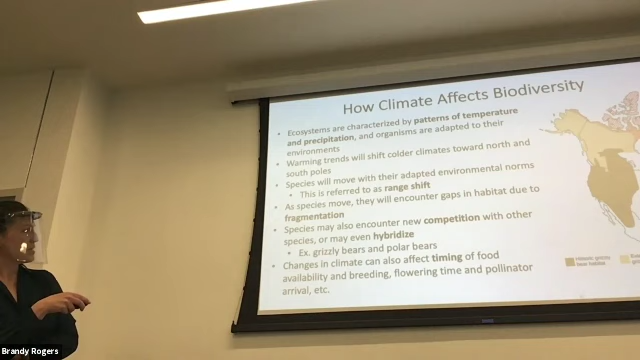 How Climate Affects Biodiversity
• Ecosystems are characterized by patterns of temperature
and precipitation, and organisms are adapted to their
environments
• Warming trends will shift colder climates toward north and
south poles
• Species will move with their adapted environmental norms
• This is referred to as range shift
• As species move, they will encounter gaps in habitat due to
fragmentation
• Species may also encounter new competition with other
species, or may even hybridize
• Ex. grizzly bears and polar bears
• Changes in climate can also affect timing of food
availability and breeding, flowering time and pollinator
arrival, etc.
Brandy Rogers